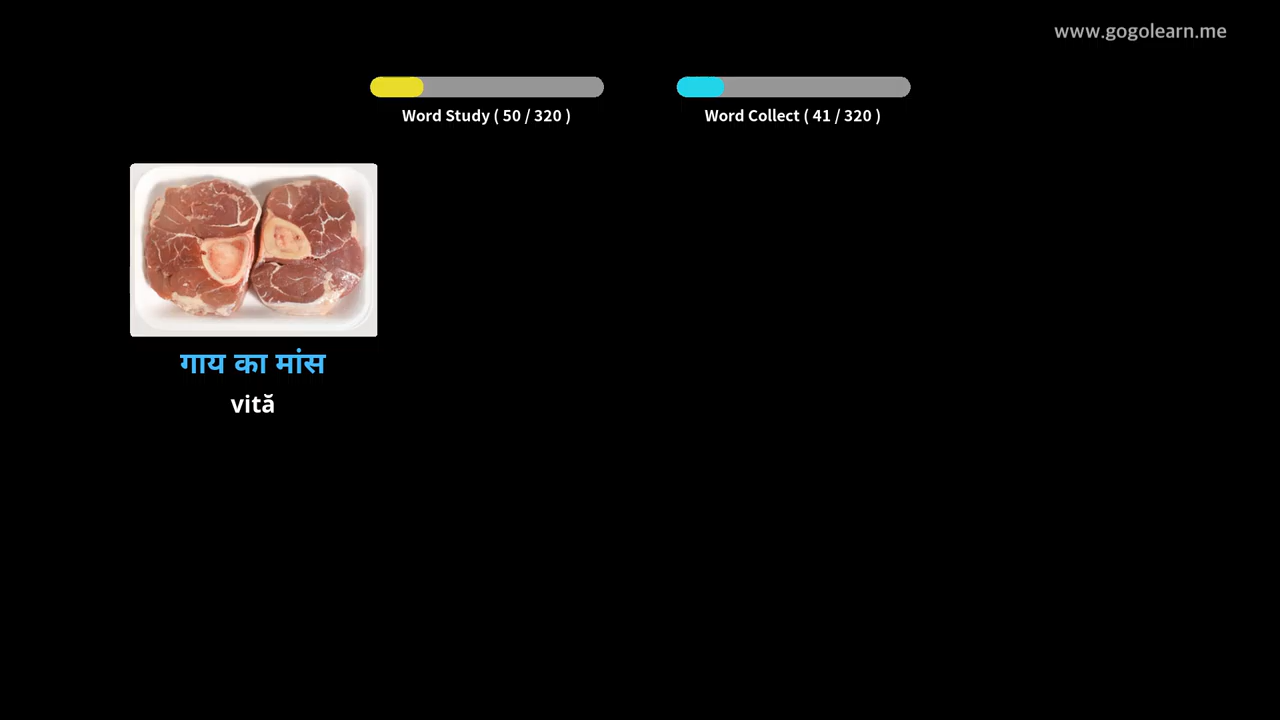 www.gogolearn.me
Word Study ( 50 / 320 )
Word Collect ( 41 / 320 )
गाय का मांस
vită